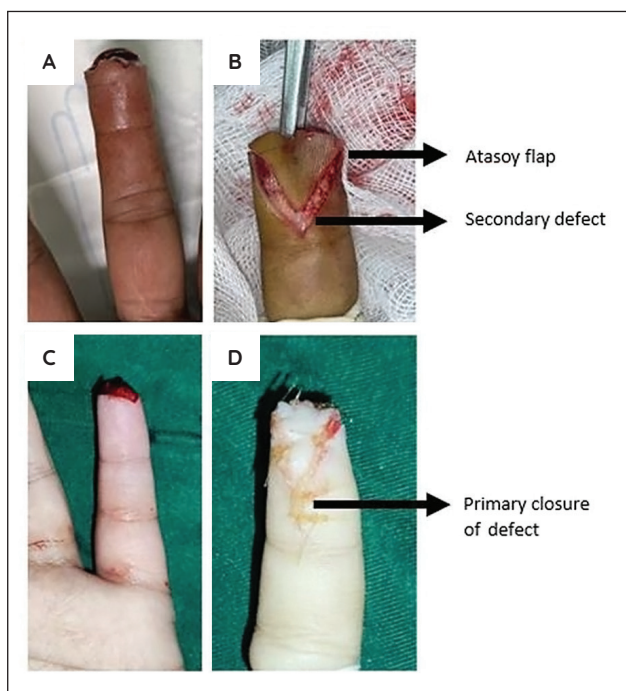 A
B
Atasoy flap
Secondary defect
C
D
Primary closure
of defect